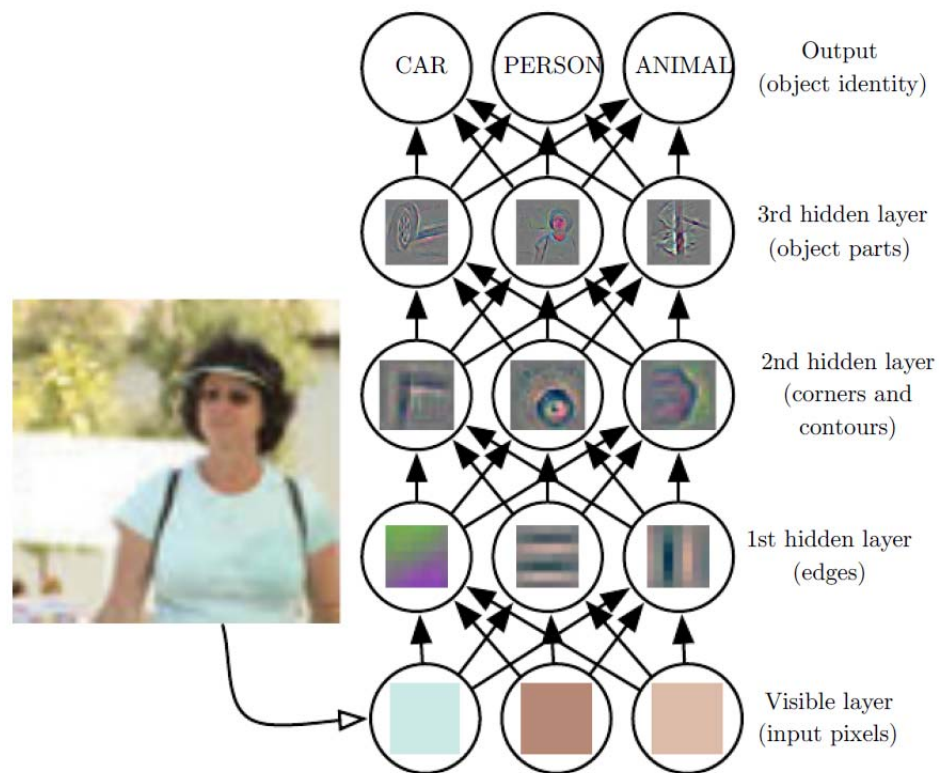 CAR PERSON ANIMAL
Output
(object identity)
3rd hidden layer
(object parts)
2nd hidden layer
(corners and
contours)
1st hidden layer
(edges)
Visible layer
(input pixels)